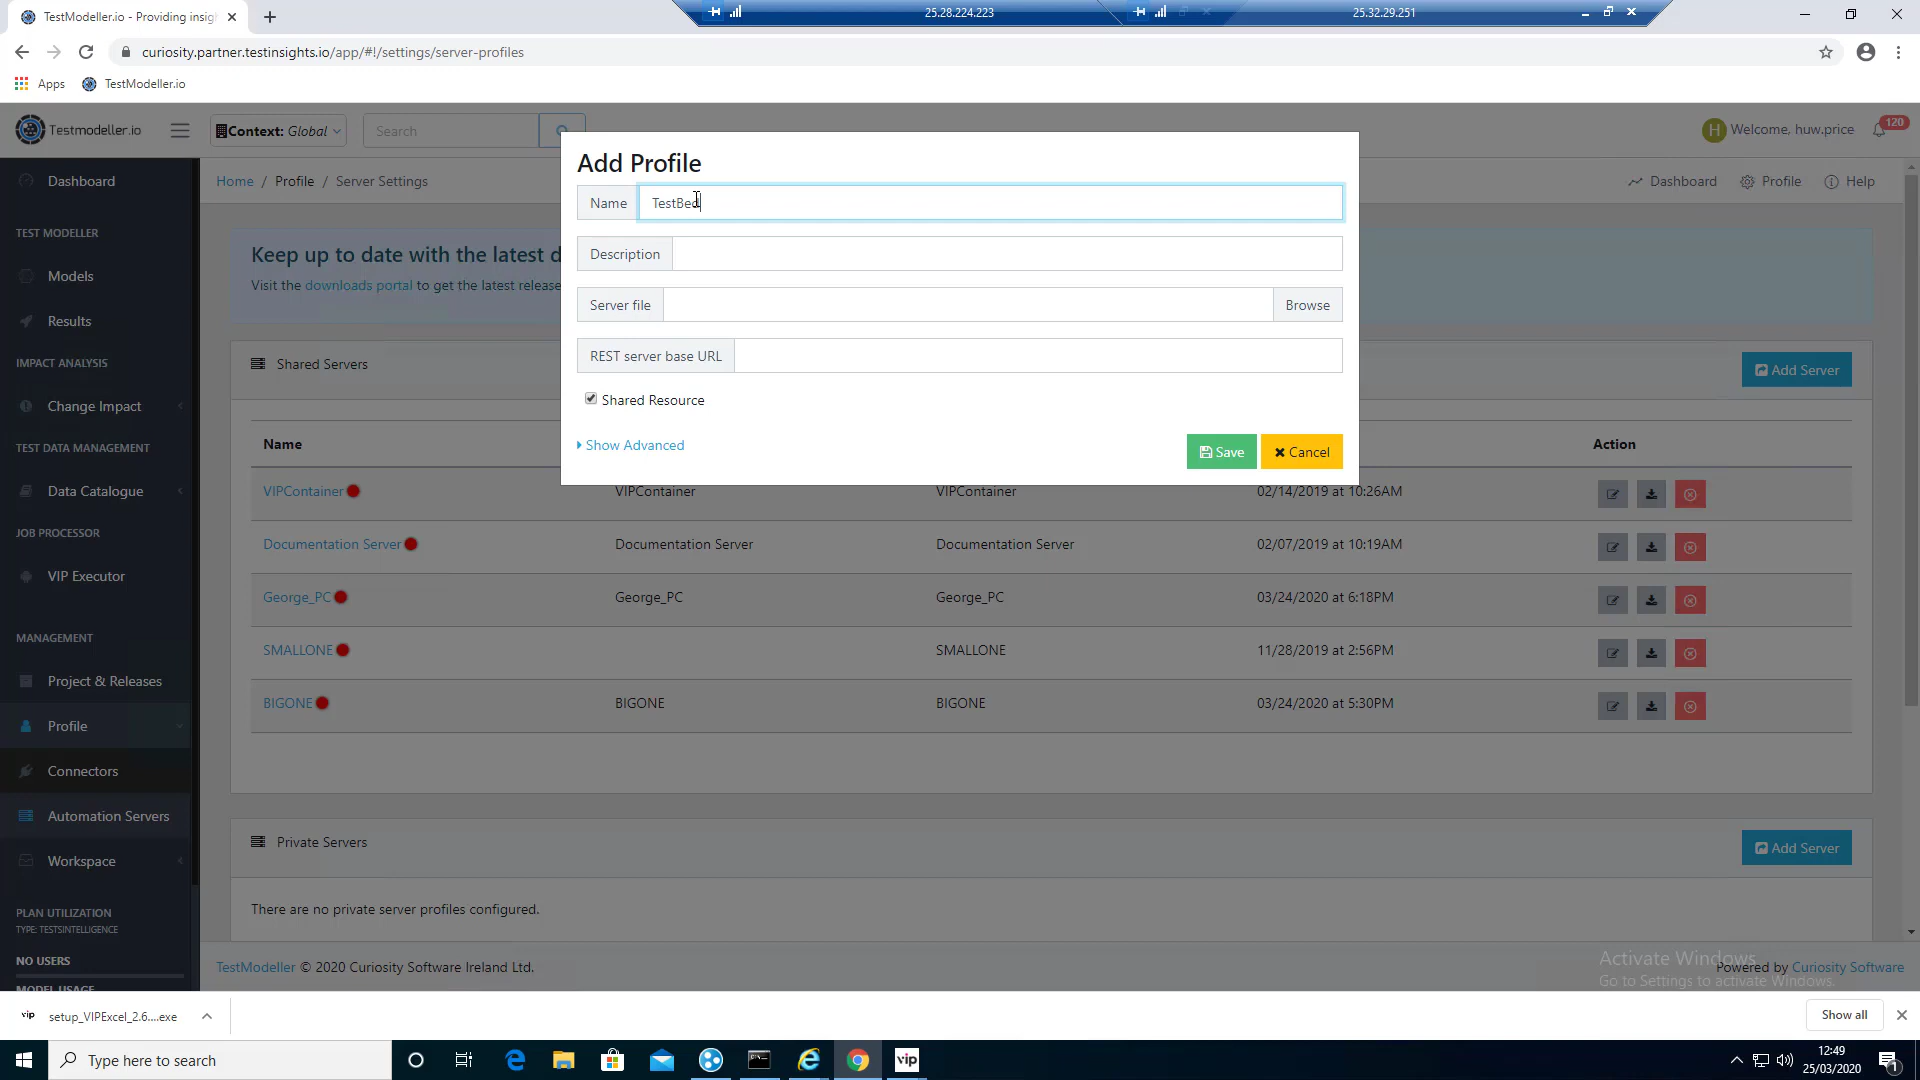 TestModeller.io - Providing insigh
25.28.224.223
25.32.29.251
curiosity.partner.testinsights.io/app/#!/settings/server-profiles
Apps
TestModeller.io
Testmodeller.io
Context: Global
Search
Welcome, huw.price
H
120
Add Profile
Name
TestBed
Description
Server file
Browse
REST server base URL
Shared Resource
Show Advanced
Save
Cancel
Home / Profile / Server Settings
Dashboard
Profile
Help
Dashboard
TEST MODELLER
Models
Results
IMPACT ANALYSIS
Change Impact
TEST DATA MANAGEMENT
Data Catalogue
JOB PROCESSOR
VIP Executor
MANAGEMENT
Project & Releases
Profile
Connectors
Automation Servers
Workspace
PLAN UTILIZATION
TYPE: TESTSINTELLIGENCE
NO USERS
MODEL USAGE
Keep up to date with the latest d
Visit the downloads portal to get the latest release
Shared Servers
Add Server
Name
Action
VIPContainer VIPContainer VIPContainer 02/14/2019 at 10:26AM
Documentation Server Documentation Server Documentation Server 02/07/2019 at 10:19AM
George_PC George_PC George_PC 03/24/2020 at 6:18PM
SMALLONE SMALLONE 11/28/2019 at 2:56PM
BIGONE BIGONE BIGONE 03/24/2020 at 5:30PM
Private Servers
Add Server
There are no private server profiles configured.
TestModeller © 2020 Curiosity Software Ireland Ltd.
Activate Windows
Powered by Curiosity Software
Go to Settings to activate Windows.
vip
setup_VIPExcel_2.6....exe
Show all
Type here to search
vip
12:49
25/03/2020
1